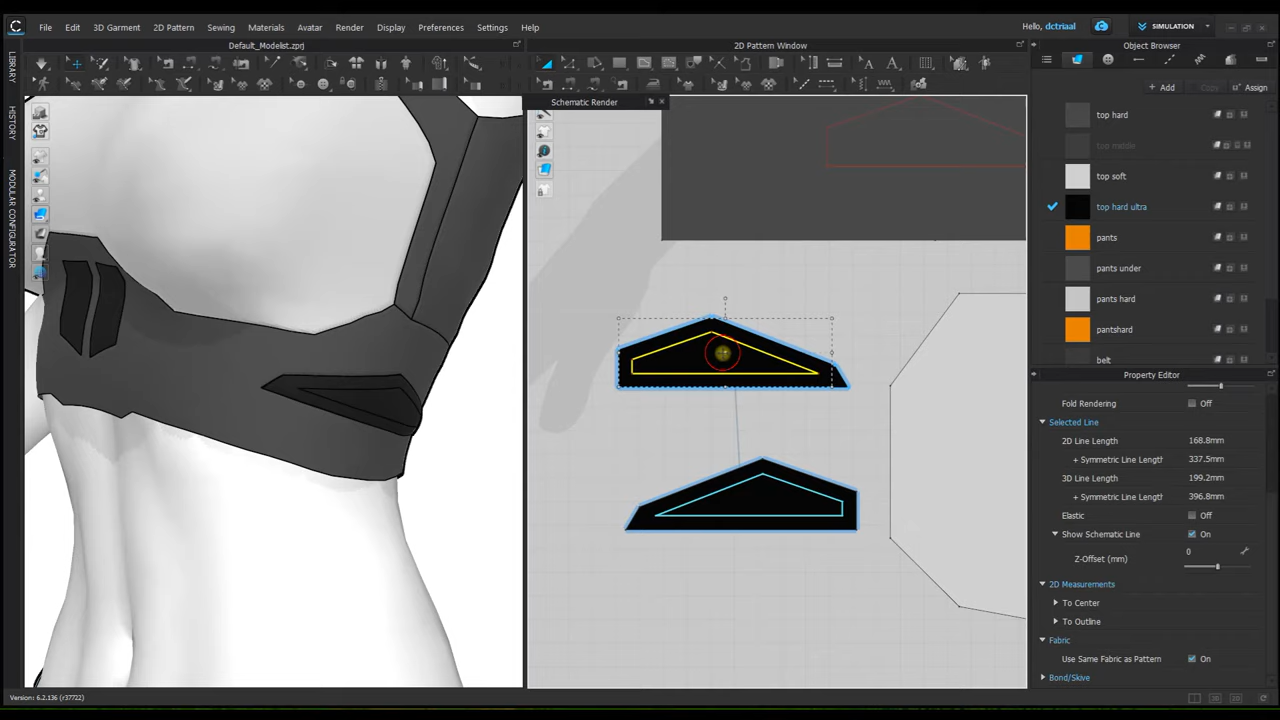 File Edit 3D Garment 2D Pattern Sewing Materials Avatar Render Display Preferences Settings Help
Hello, dctriaal
SIMULATION
Default_Modelist.zprj
2D Pattern Window
Object Browser
LIBRARY
HISTORY
MODULAR CONFIGURATOR
Schematic Render
Add
Copy
Assign
top hard
top middle
top soft
top hard ultra
pants
pants under
pants hard
pantshard
belt
Property Editor
Fold Rendering Off
Selected Line
2D Line Length 168.8mm
+ Symmetric Line Length 337.5mm
3D Line Length 199.2mm
+ Symmetric Line Length 396.8mm
Elastic Off
Show Schematic Line On
Z-Offset (mm) 0
2D Measurements
To Center
To Outline
Fabric
Use Same Fabric as Pattern On
Bond/Skive
Version: 6.2.136 (r37722)